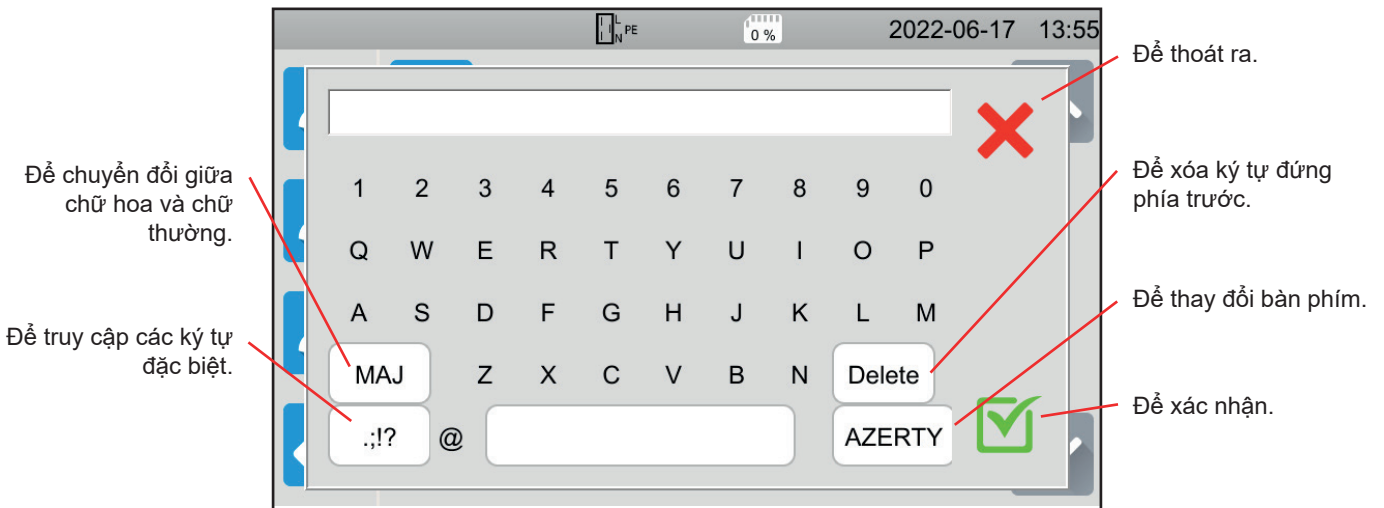 L
N PE
0 %
2022-06-17 13:55
Để thoát ra.
Để chuyển đổi giữa
chữ hoa và chữ
thường.
1 2 3 4 5 6 7 8 9 0
Để xóa ký tự đứng
phía trước.
Q W E R T Y U I O P
A S D F G H J K L M
Để thay đổi bàn phím.
Để truy cập các ký tự
đặc biệt.
MAJ Z X C V B N Delete
.;!? @ AZERTY
Để xác nhận.